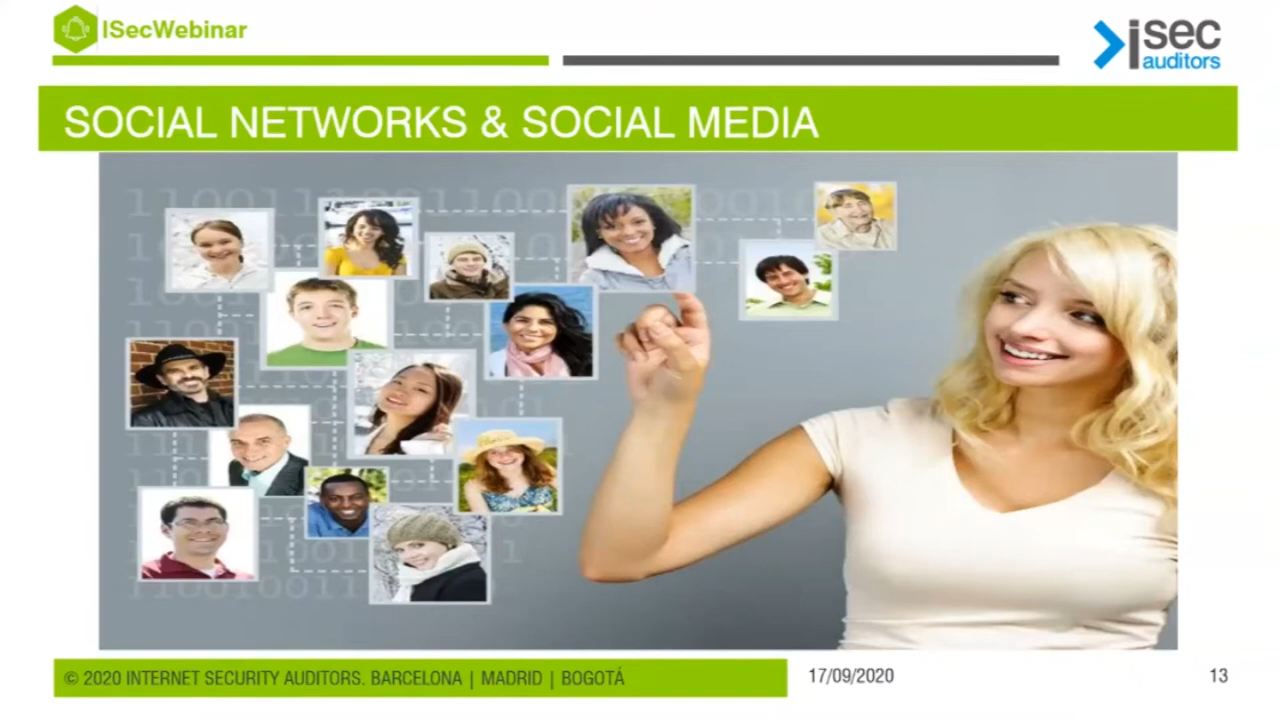 ISecWebinar
isec
auditors
SOCIAL NETWORKS & SOCIAL MEDIA
© 2020 INTERNET SECURITY AUDITORS. BARCELONA | MADRID | BOGOTÁ
17/09/2020
13